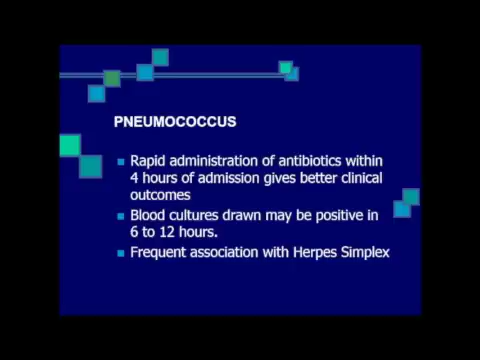 PNEUMOCOCCUS
Rapid administration of antibiotics within
4 hours of admission gives better clinical
outcomes
Blood cultures drawn may be positive in
6 to 12 hours.
Frequent association with Herpes Simplex